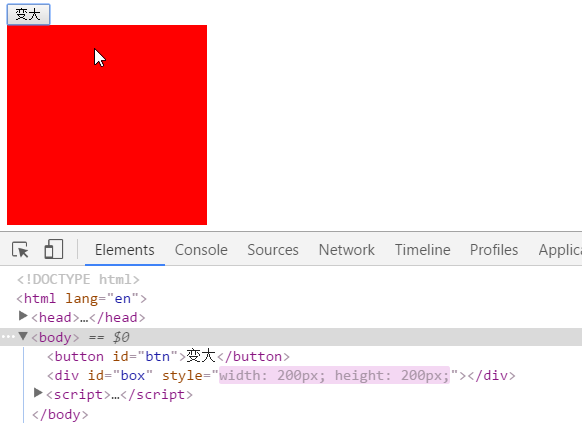 变大
Elements Console Sources Network Timeline Profiles Applica
<!DOCTYPE html>
<html lang="en">
<head>…</head>
<body> == $0
<button id="btn">变大</button>
<div id="box" style="width: 200px; height: 200px;"></div>
<script>…</script>
</body>